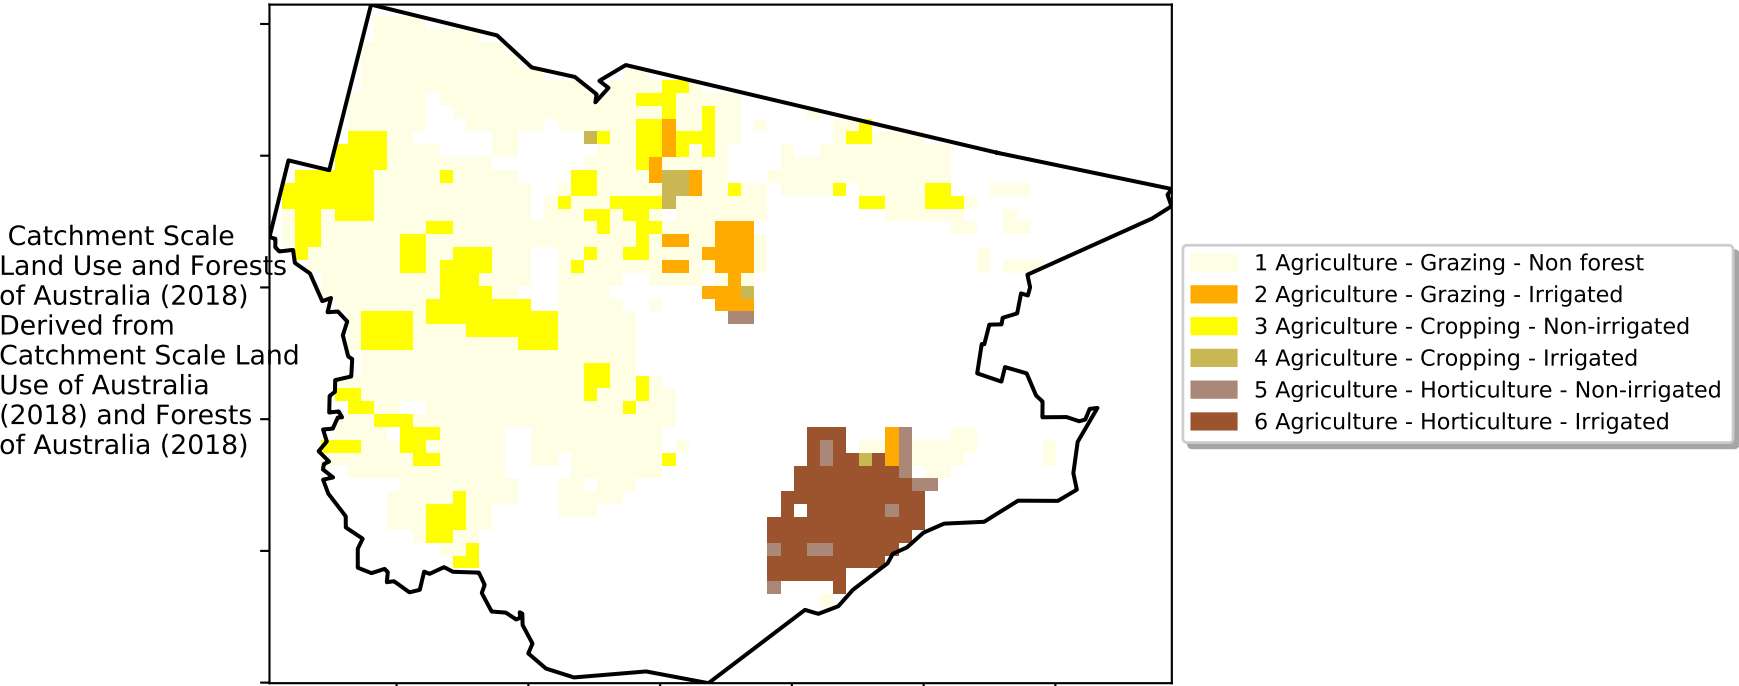 Catchment Scale
Land Use and Forests
of Australia (2018)
Derived from
Catchment Scale Land
Use of Australia
(2018) and Forests
of Australia (2018)
1 Agriculture - Grazing - Non forest
2 Agriculture - Grazing - Irrigated
3 Agriculture - Cropping - Non-irrigated
4 Agriculture - Cropping - Irrigated
5 Agriculture - Horticulture - Non-irrigated
6 Agriculture - Horticulture - Irrigated